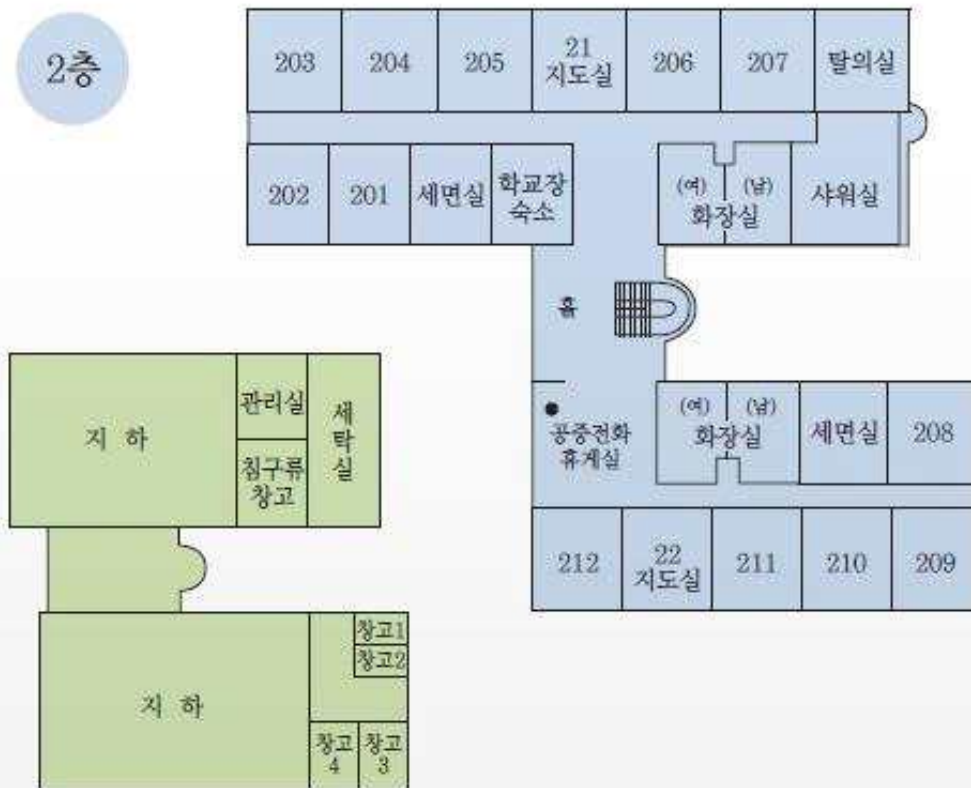 2층
203 204 205 21 206 207 탈의실
지도실
202 201 세면실 학교장 (여) (남) 샤워실
숙소 화장실
홀
관리실
세탁실
지 하
침구류
창고
공중전화
휴게실
(여) (남)
화장실
세면실 208
212 22 211 210 209
지도실
창고1
창고2
지 하
창고 창고
4 3